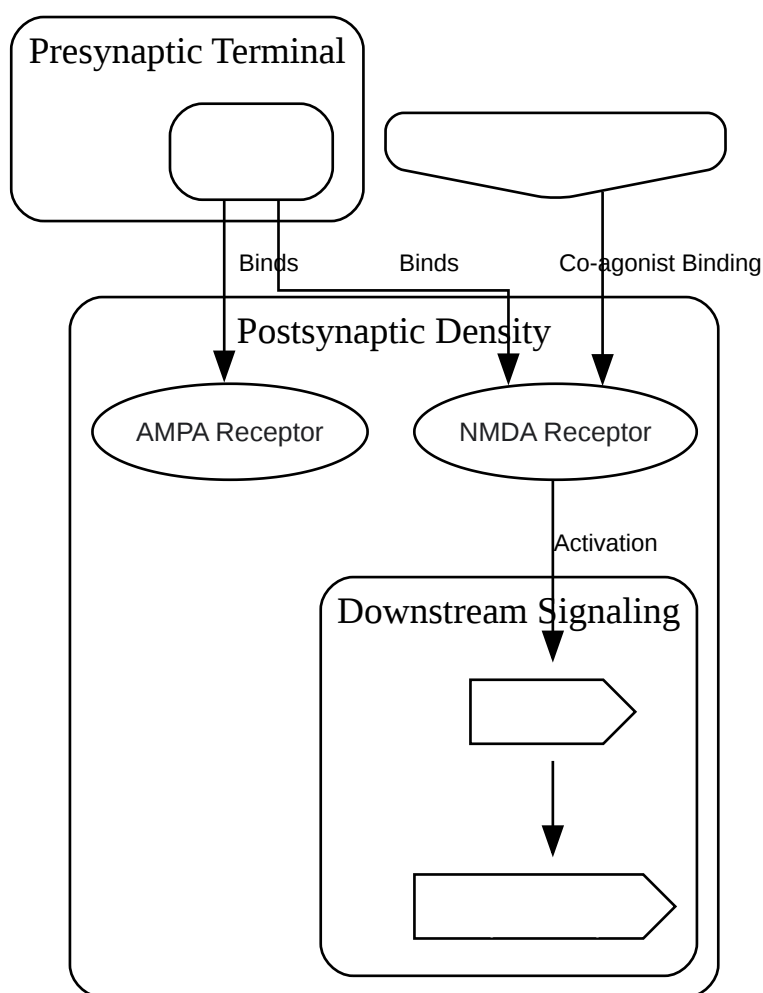 Presynaptic Terminal
Binds
Binds
Co-agonist Binding
Postsynaptic Density
AMPA Receptor
NMDA Receptor
Activation
Downstream Signaling